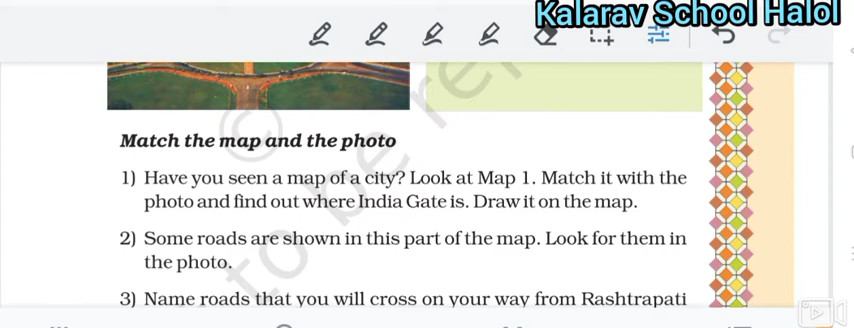 Kalarav School Halol
Match the map and the photo
1) Have you seen a map of a city? Look at Map 1. Match it with the
photo and find out where India Gate is. Draw it on the map.
2) Some roads are shown in this part of the map. Look for them in
the photo.
3) Name roads that you will cross on your way from Rashtrapati
© to be re